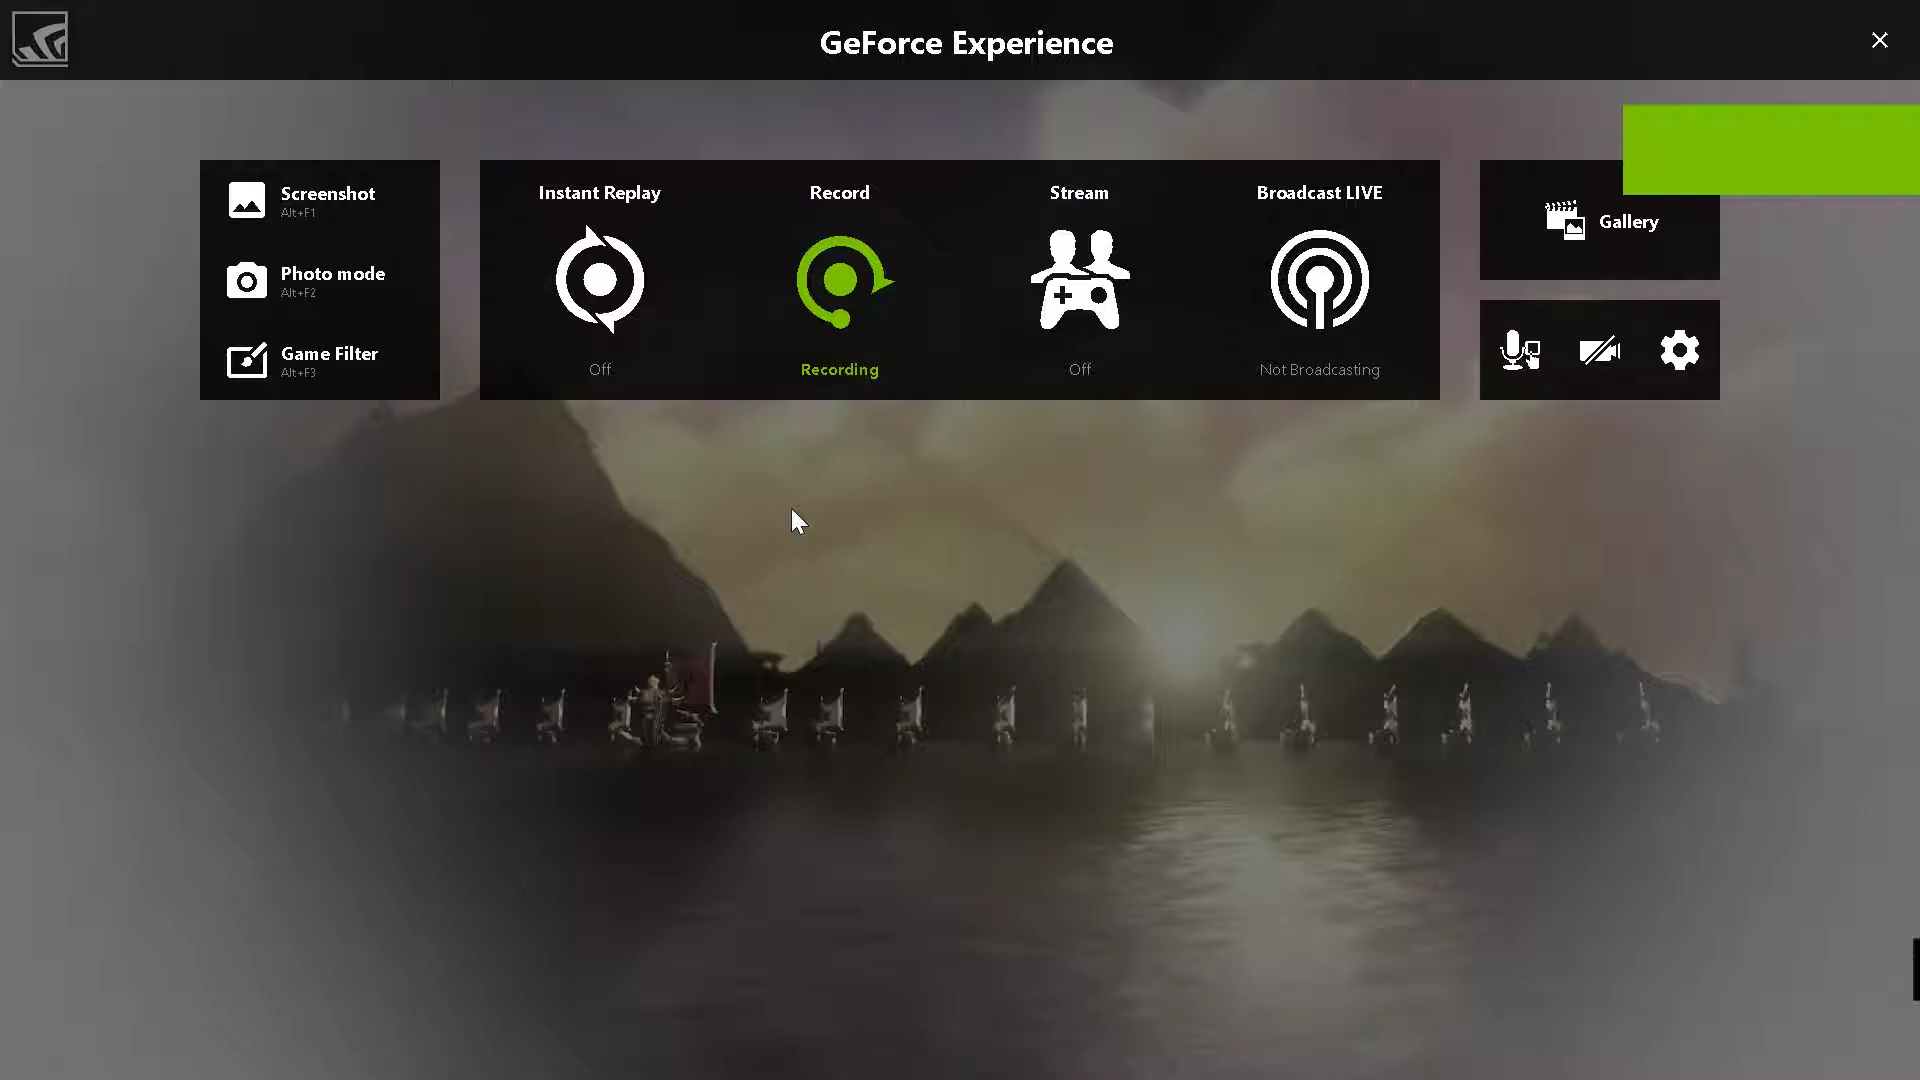 GeForce Experience
Screenshot
Alt+F1
Photo mode
Alt+F2
Game Filter
Alt+F3
Instant Replay
Off
Record
Recording
Stream
Off
Broadcast LIVE
Not Broadcasting
Gallery